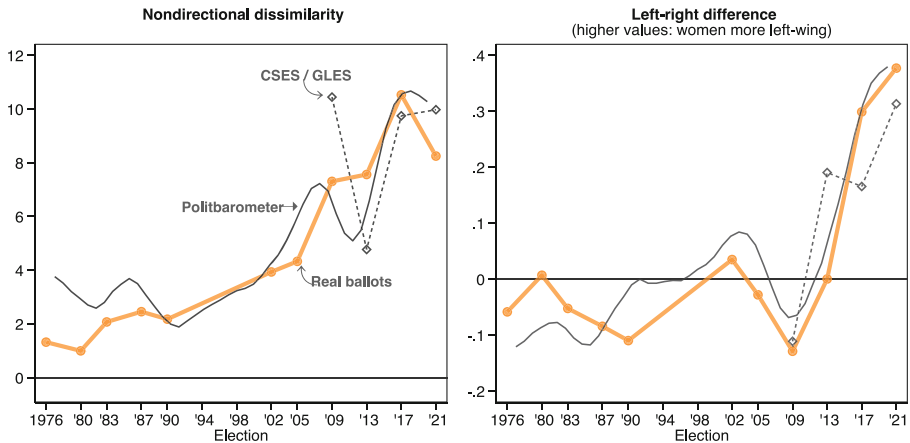 Nondirectional dissimilarity
12
10
8
6
4
2
0
CSES / GLES
Politbarometer
Real ballots
1976 '80 '83 '87 '90 '94 '98 '02 '05 '09 '13 '17 '21
Election
Left-right difference
(higher values: women more left-wing)
.4
.3
.2
.1
0
-.1
-.2
1976 '80 '83 '87 '90 '94 '98 '02 '05 '09 '13 '17 '21
Election